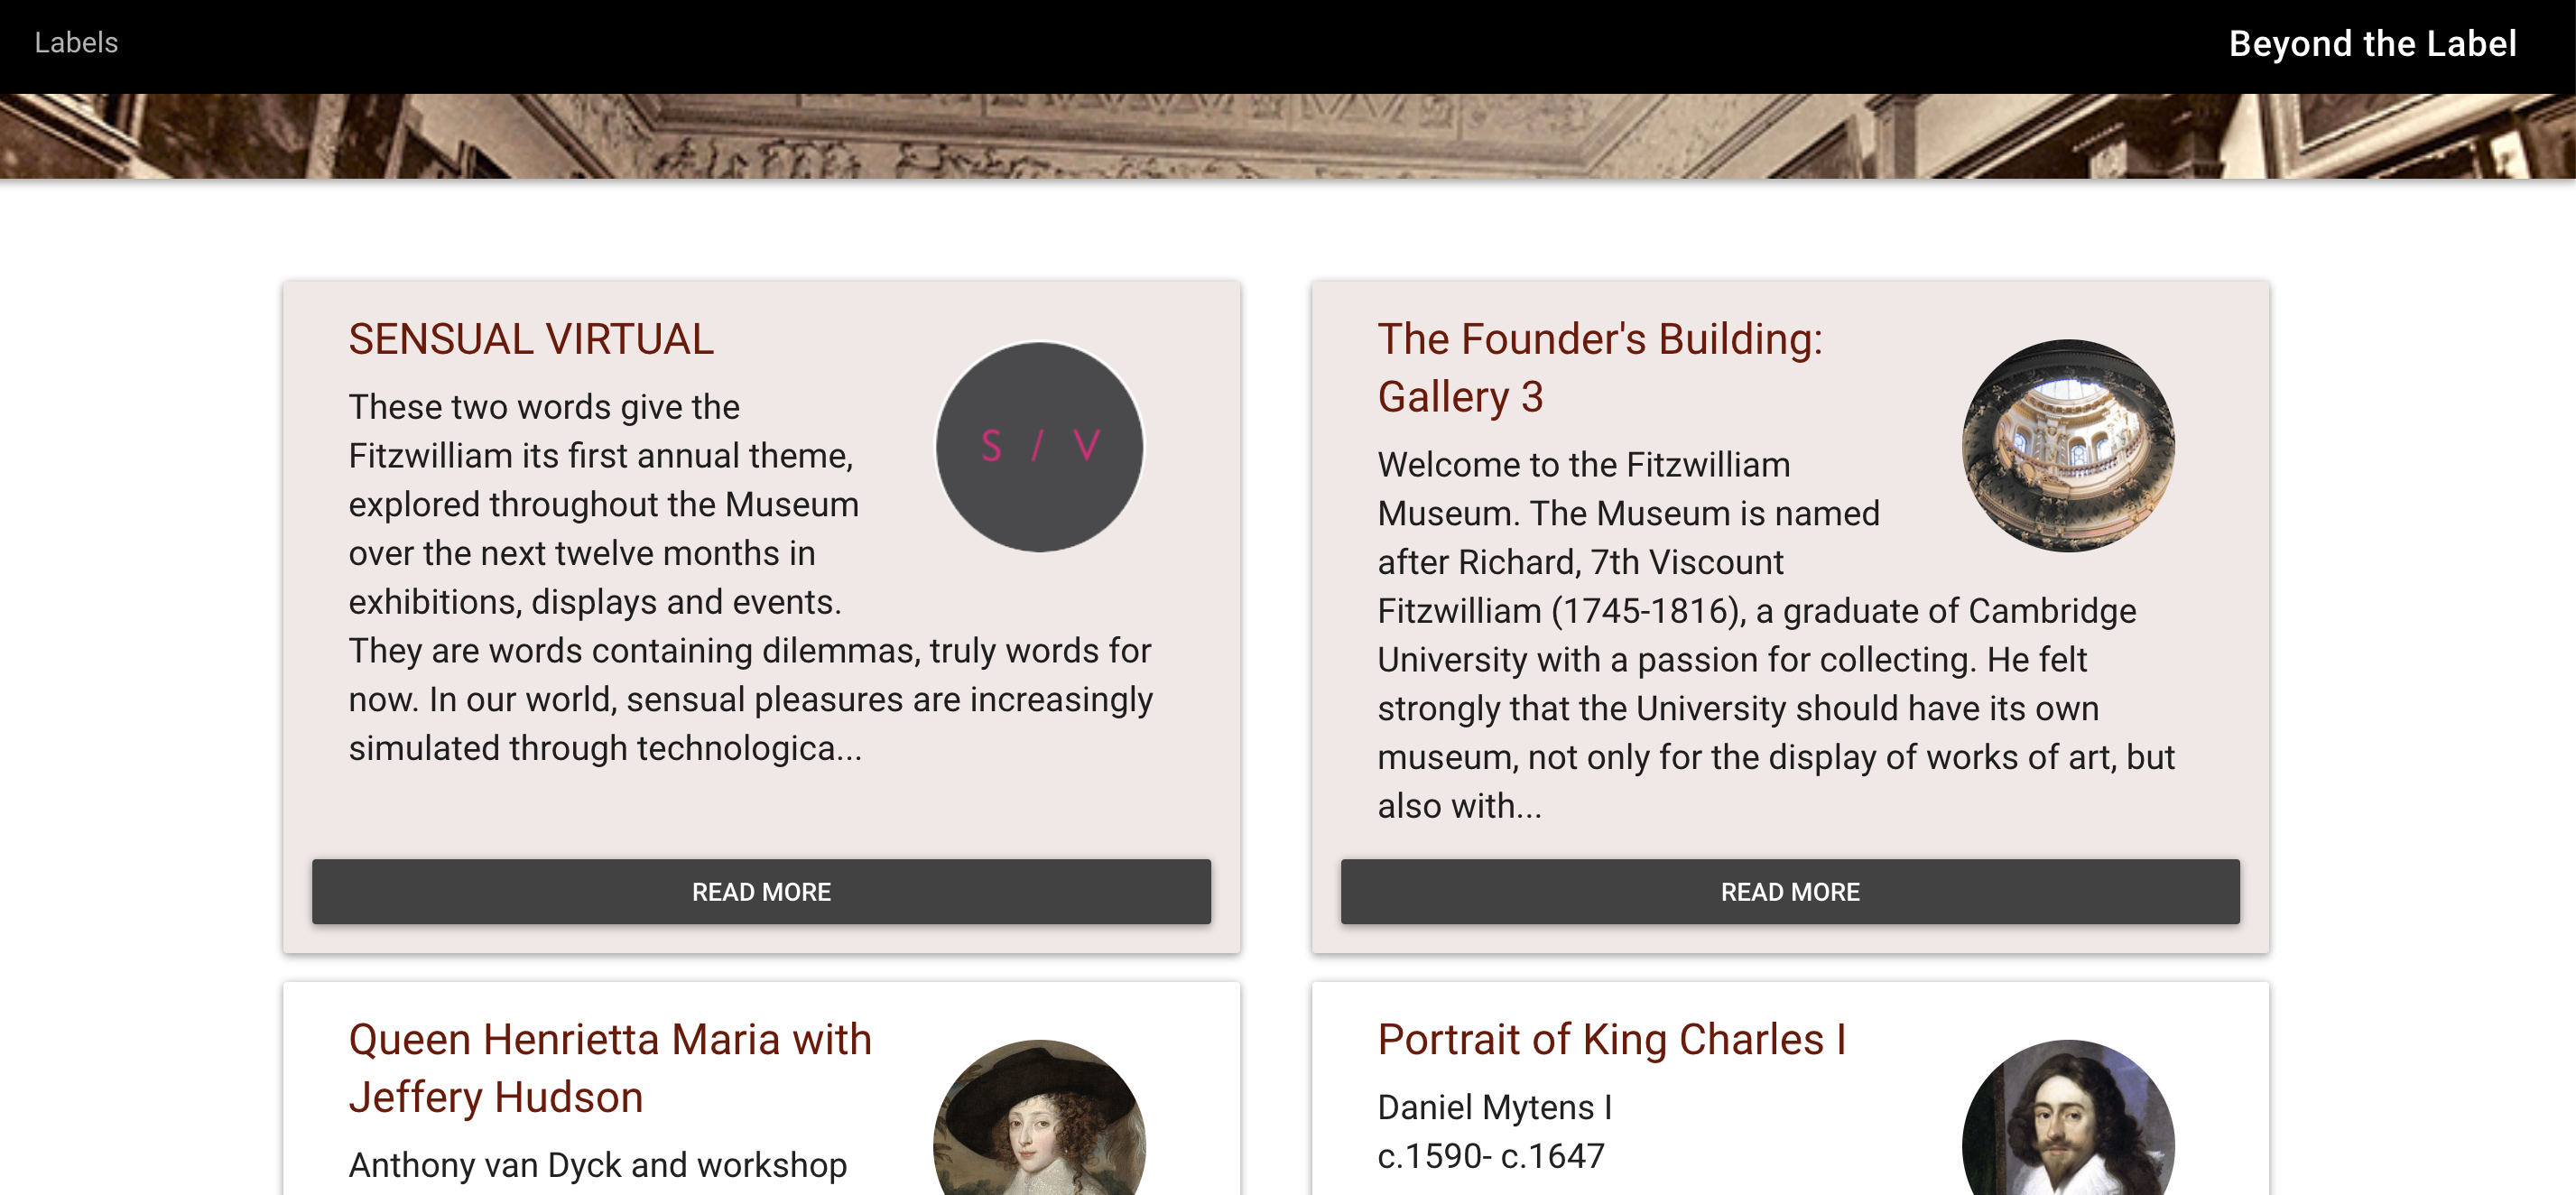 Labels
Beyond the Label
SENSUAL VIRTUAL
These two words give the
Fitzwilliam its first annual theme,
explored throughout the Museum
over the next twelve months in
exhibitions, displays and events.
They are words containing dilemmas, truly words for
now. In our world, sensual pleasures are increasingly
simulated through technologica...
S / V
READ MORE
The Founder's Building:
Gallery 3
Welcome to the Fitzwilliam
Museum. The Museum is named
after Richard, 7th Viscount
Fitzwilliam (1745-1816), a graduate of Cambridge
University with a passion for collecting. He felt
strongly that the University should have its own
museum, not only for the display of works of art, but
also with...
READ MORE
Queen Henrietta Maria with
Jeffery Hudson
Anthony van Dyck and workshop
Portrait of King Charles I
Daniel Mytens I
c.1590- c.1647